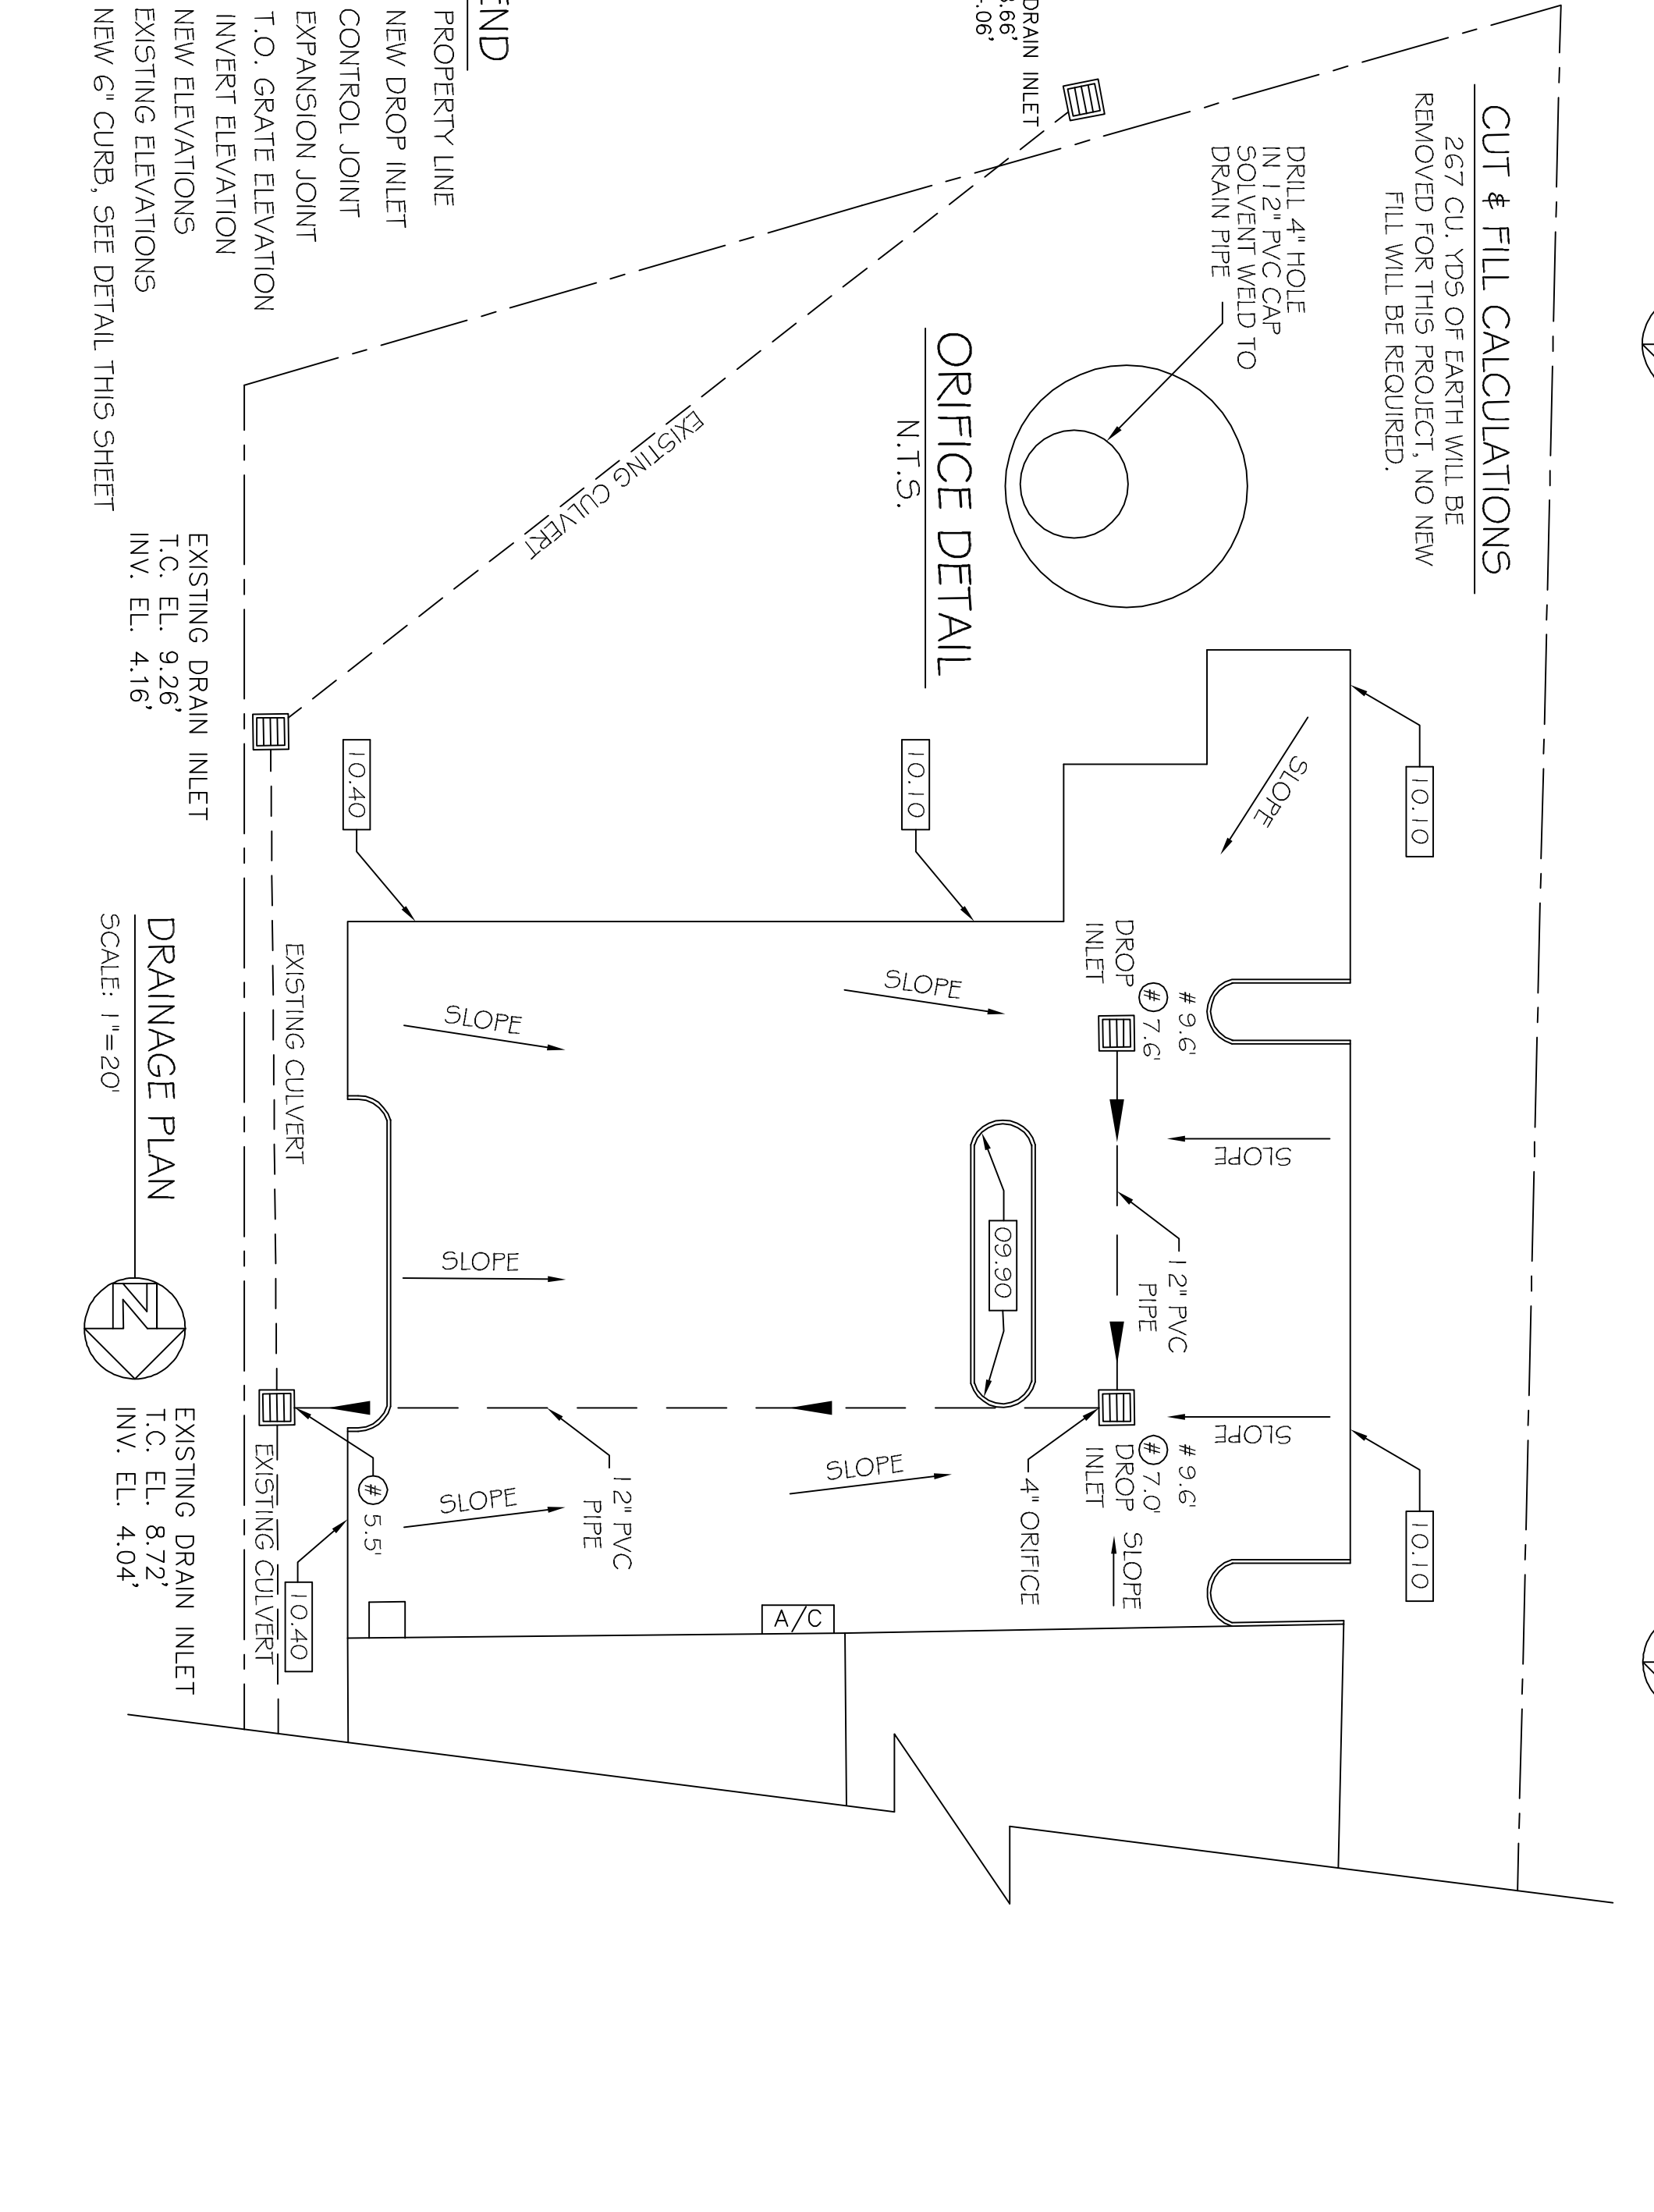 CUT & FILL CALCULATIONS
267 CU. YDS OF EARTH WILL BE
REMOVED FOR THIS PROJECT, NO NEW
FILL WILL BE REQUIRED.
DRILL 4" HOLE
IN 12" PVC CAP
SOLVENT WELD TO
DRAIN PIPE
ORIFICE DETAIL
N.T.S.
DRAIN INLET
.66'
.06'
END
PROPERTY LINE
NEW DROP INLET
CONTROL JOINT
EXPANSION JOINT
T.O. GRATE ELEVATION
INVERT ELEVATION
NEW ELEVATIONS
EXISTING ELEVATIONS
NEW 6" CURB, SEE DETAIL THIS SHEET
EXISTING CULVERT
10.10
10.10
10.10
10.40
SLOPE
DROP
INLET
# 9.6'
# 7.6'
SLOPE
SLOPE
SLOPE
SLOPE
SLOPE
12" PVC
PIPE
09.90
# 9.6'
# 7.0'
DROP
INLET
SLOPE
4" ORIFICE
SLOPE
SLOPE
12" PVC
PIPE
# 5.5'
10.40
A/C
EXISTING CULVERT
EXISTING CULVERT
EXISTING DRAIN INLET
T.C. EL. 9.26'
INV. EL. 4.16'
DRAINAGE PLAN
SCALE: 1"=20'
N
EXISTING DRAIN INLET
T.C. EL. 8.72'
INV. EL. 4.04'